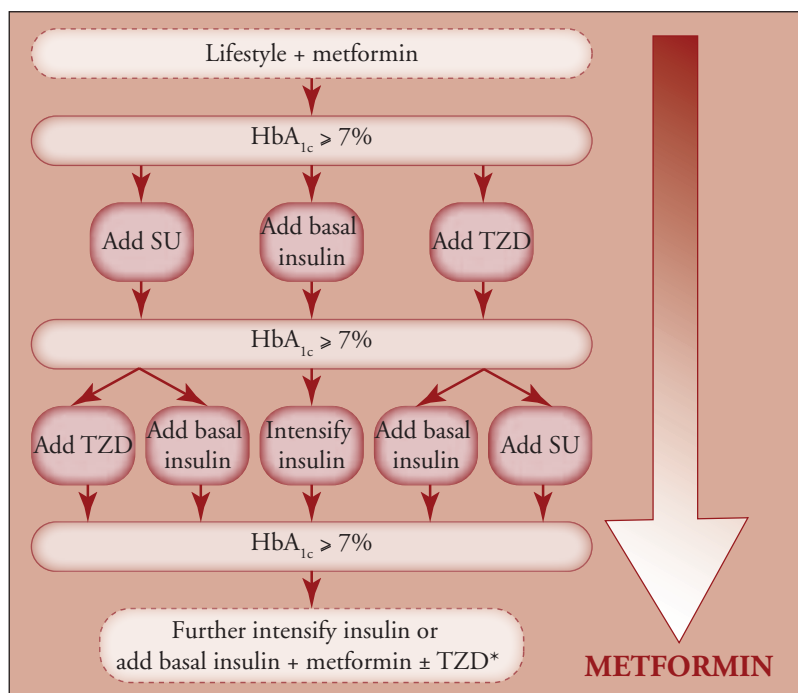 Lifestyle + metformin
HbA₁c ⩾ 7%
Add SU
Add basal
insulin
Add TZD
HbA₁c ⩾ 7%
Add TZD
Add basal
insulin
Intensify
insulin
Add basal
insulin
Add SU
HbA₁c ⩾ 7%
Further intensify insulin or
add basal insulin + metformin ± TZD*
METFORMIN